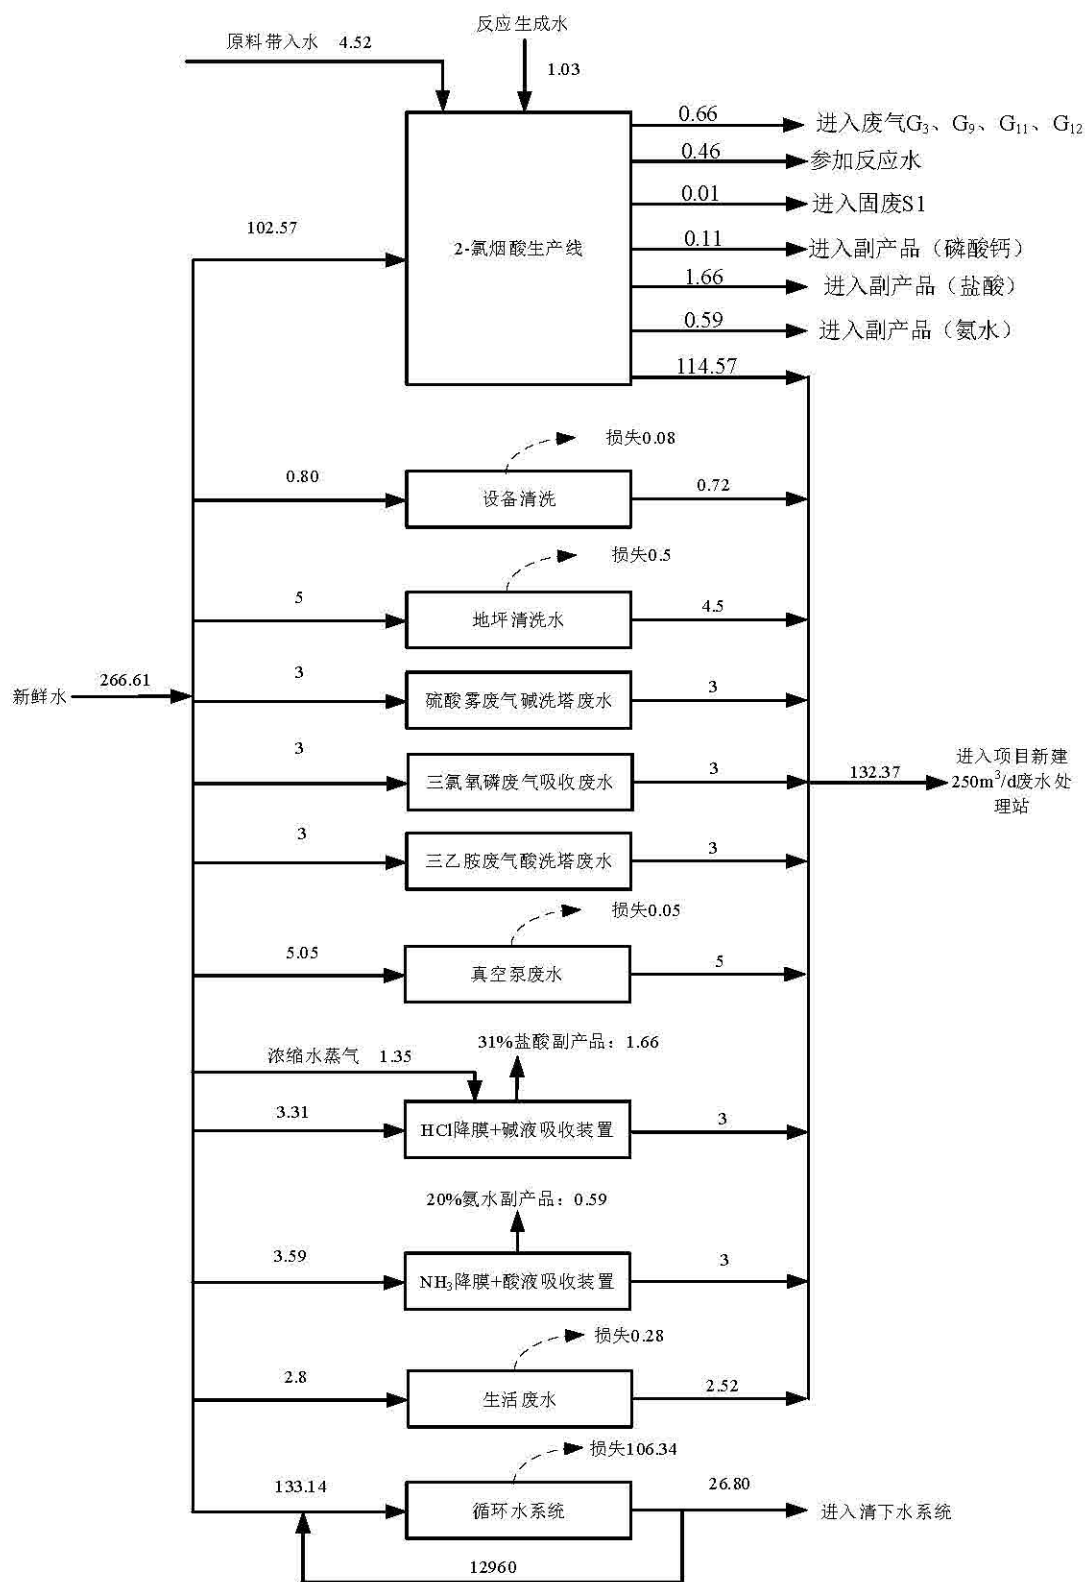 反应生成水
原料带入水 4.52
1.03
0.66 进入废气G3、G9、G11、G12
0.46 参加反应水
0.01 进入固废S1
102.57
2-氯烟酸生产线
0.11 进入副产品（磷酸钙）
1.66 进入副产品（盐酸）
0.59 进入副产品（氨水）
114.57
损失0.08
0.80 设备清洗 0.72
损失0.5
5 地坪清洗水 4.5
新鲜水 266.61
3 硫酸雾废气碱洗塔废水 3
3 三氯氧磷废气吸收废水 3
132.37
进入项目新建
250m3/d废水处
理站
3 三乙胺废气酸洗塔废水 3
损失0.05
5.05 真空泵废水 5
31%盐酸副产品：1.66
浓缩水蒸气 1.35
3.31 HCl降膜+碱液吸收装置 3
20%氨水副产品：0.59
3.59 NH3降膜+酸液吸收装置 3
损失0.28
2.8 生活废水 2.52
损失106.34
133.14 循环水系统 26.80 进入清下水系统
12960